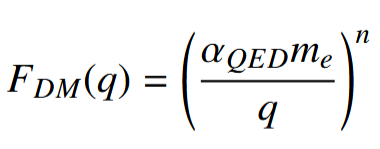 F_{DM}(q) = \left( \frac{\alpha_{QED} m_e}{q} \right)^n